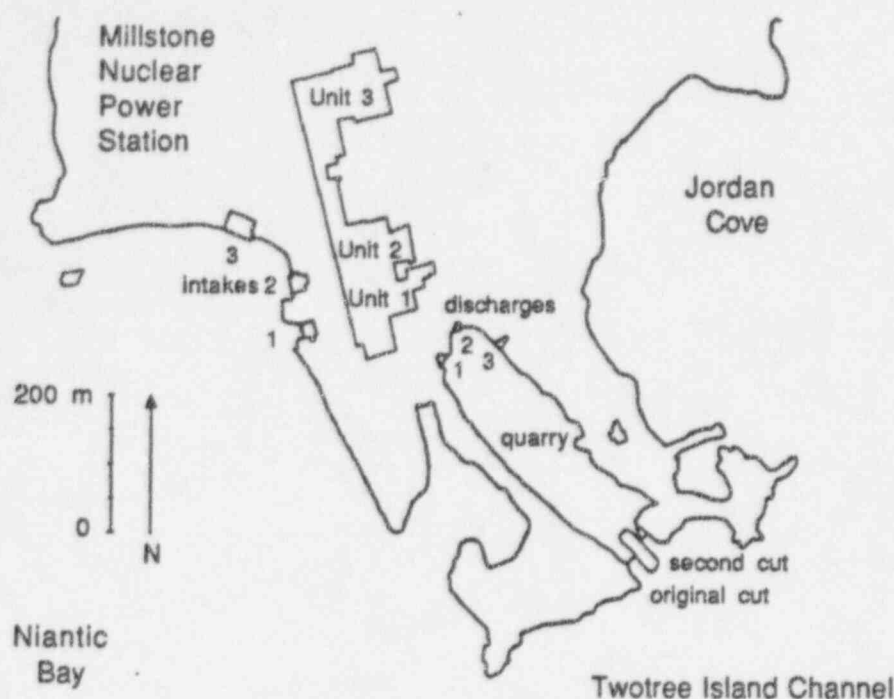 Millstone
Nuclear
Power
Station
Unit 3
Jordan
Cove
3
Unit 2
intakes 2
Unit 1
discharges
1
2
3
1
200 m
quarry
0
N
second cut
original cut
Niantic
Bay
Twotree Island Channel